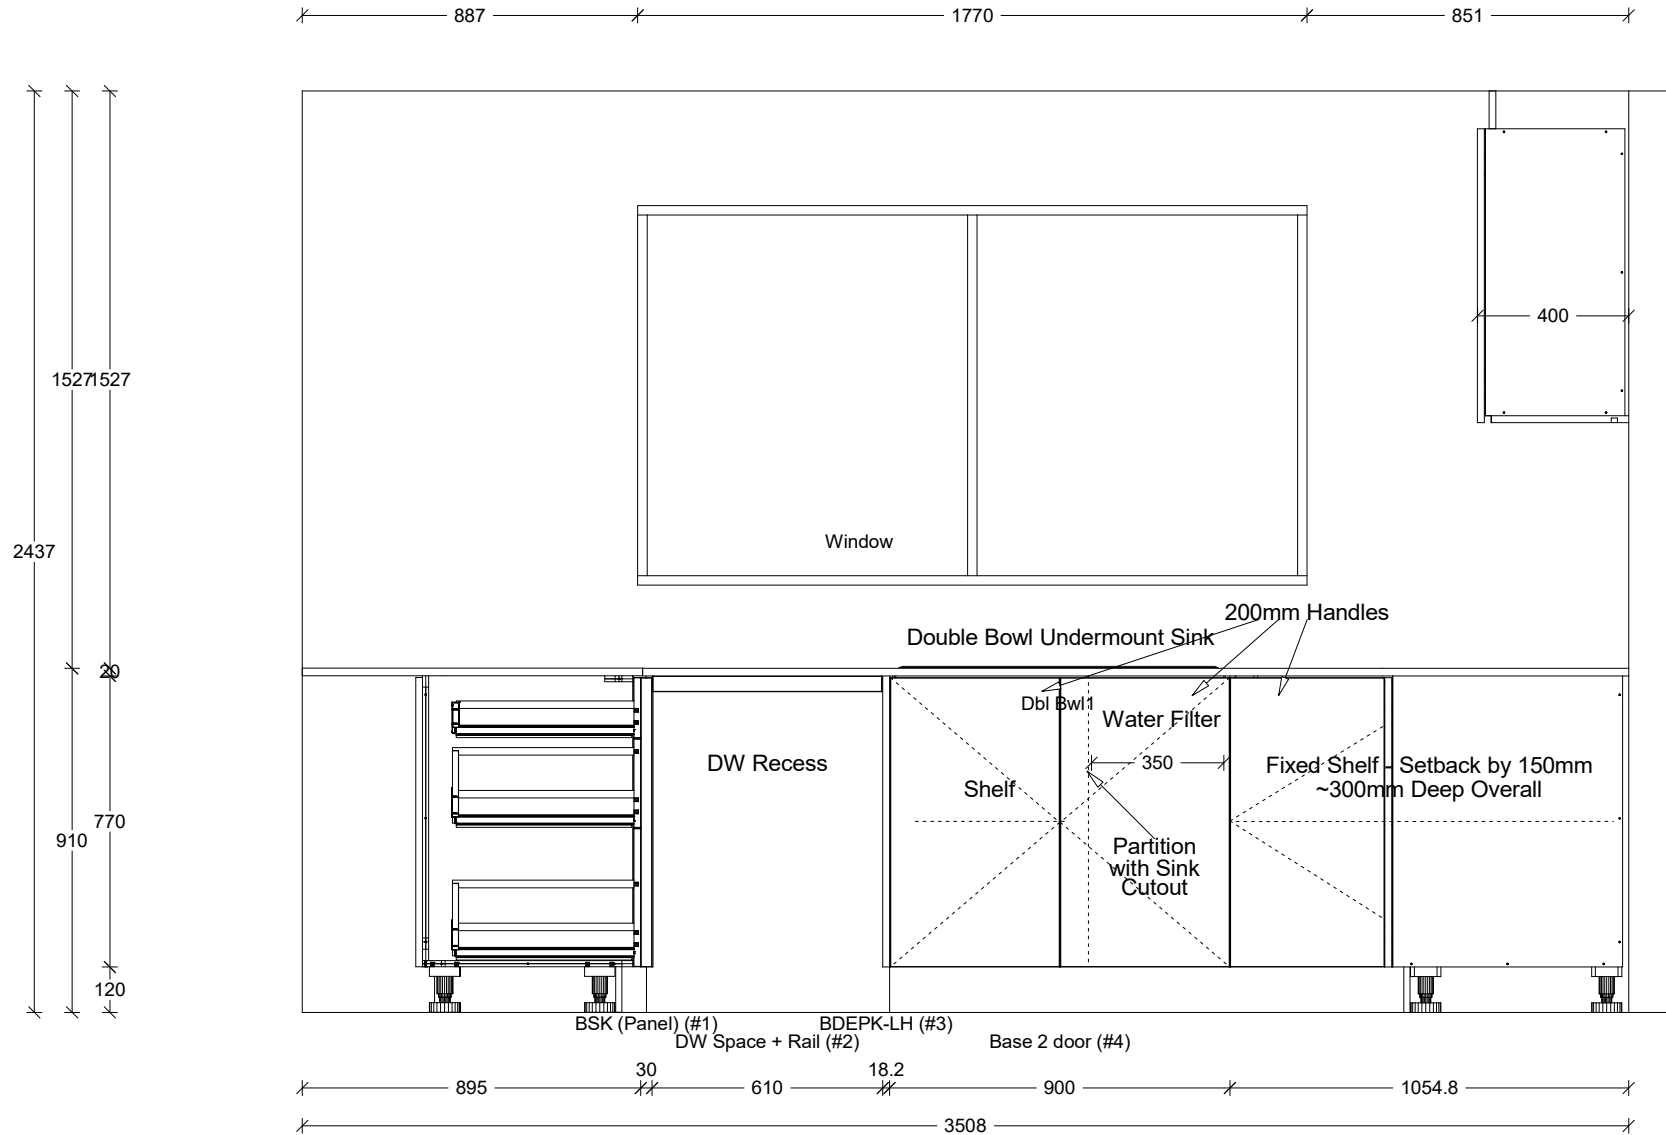 887 1770 851
400
1527 1527
2437
Window
200mm Handles
Double Bowl Undermount Sink
20
Dbl Bwl1
Water Filter
DW Recess
350
Fixed Shelf - Setback by 150mm
~300mm Deep Overall
Shelf
770
910
Partition
with Sink
Cutout
120
BSK (Panel) (#1) BDEPK-LH (#3)
DW Space + Rail (#2) Base 2 door (#4)
30 18.2
895 610 900 1054.8
3508